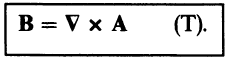 B = ∇ × A (T).